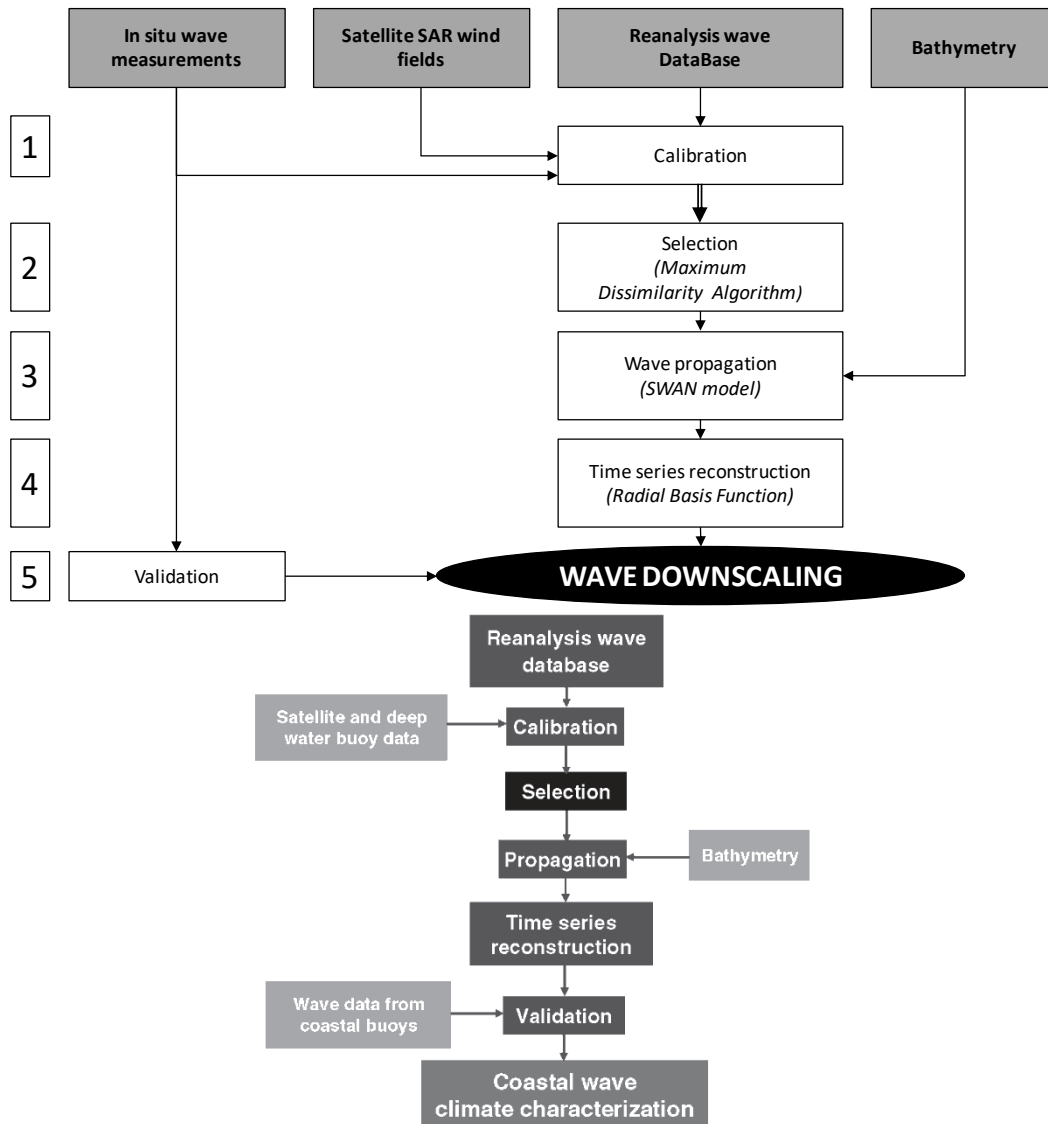 In situ wave
measurements
Satellite SAR wind
fields
Reanalysis wave
DataBase
Bathymetry
1
Calibration
2
Selection
(Maximum
Dissimilarity Algorithm)
3
Wave propagation
(SWAN model)
4
Time series reconstruction
(Radial Basis Function)
5
Validation
WAVE DOWNSCALING
Reanalysis wave
database
Satellite and deep
water buoy data
Calibration
Selection
Propagation
Bathymetry
Time series
reconstruction
Wave data from
coastal buoys
Validation
Coastal wave
climate characterization